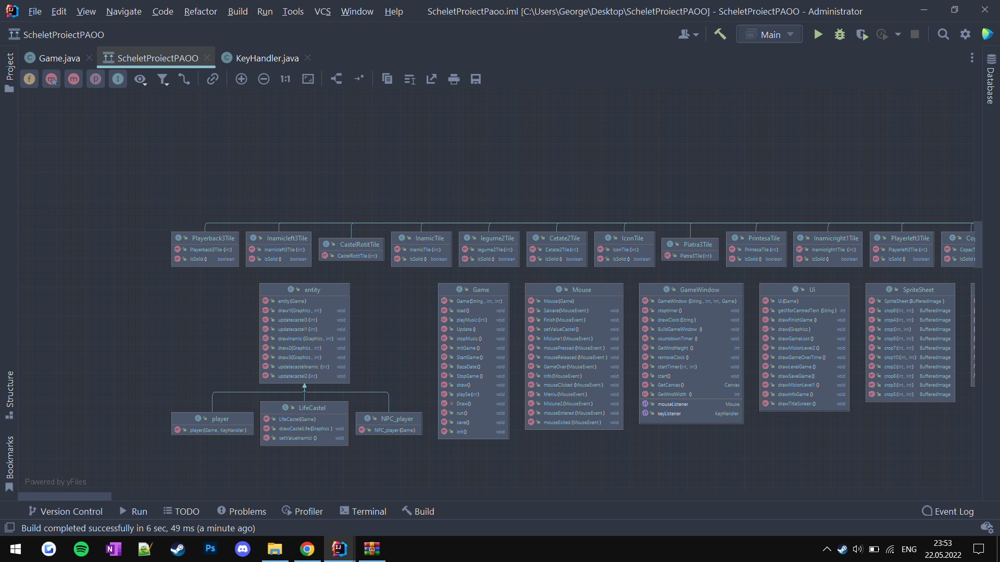 File Edit View Navigate Code Refactor Build Run Tools VCS Window Help ScheletProiectPaoo.iml [C:\Users\George\Desktop\ScheletProiectPAOO] - ScheletProiectPAOO - Administrator
ScheletProiectPAOO
Main
Project
Game.java
ScheletProiectPAOO
KeyHandler.java
Database
f m m p I 1:1
Playerback3Tile
Playerback3Tile (int)
IsSolid () boolean
Inamicleft3Tile
Inamicleft3Tile (int)
IsSolid () boolean
CastelRotitTile
CastelRotitTile (int)
InamicTile
InamicTile (int)
IsSolid () boolean
legume2Tile
legume2Tile (int)
IsSolid () boolean
Cetate2Tile
Cetate2Tile (int)
IsSolid () boolean
IconTile
IconTile (int)
IsSolid () boolean
Piatra3Tile
Piatra3Tile (int)
PrintesaTile
PrintesaTile (int)
IsSolid () boolean
Inamicright1Tile
Inamicright1Tile (int)
IsSolid () boolean
Playerleft3Tile
Playerleft3Tile (int)
IsSolid () boolean
Cop
CopacT
IsSolid (
entity
entity (Game)
draw1 (Graphics , int) void
updatecastel3 (int) void
updatecastel1 (int) void
drawInamic (Graphics , int) void
draw2 (Graphics , int) void
draw3 (Graphics , int) void
updatecastelInamic (int) void
updatecastel2 (int) void
player
player (Game, KeyHandler )
LifeCastel
LifeCastel (Game)
drawCastelLife (Graphics ) void
setValueInamici () void
NPC_player
NPC_player (Game)
Game
Game (String , int, int)
load () void
playMusic (int) void
Update () void
stopMusic () void
InitGame () void
StartGame () void
BazaDate () void
StopGame () void
draw() void
playSe (int) void
Draw() void
run() void
save() void
init() void
Mouse
Mouse (Game)
Salvare (MouseEvent ) void
Finish (MouseEvent ) void
setValueCastel () void
Misiune1 (MouseEvent ) void
mousePressed (MouseEvent ) void
mouseReleased (MouseEvent ) void
GameOver (MouseEvent ) void
Info (MouseEvent ) void
mouseClicked (MouseEvent ) void
Meniu (MouseEvent ) void
Misiune2 (MouseEvent ) void
mouseEntered (MouseEvent ) void
mouseExited (MouseEvent ) void
GameWindow
GameWindow (String , int, int, Game)
stoptimer () void
drawClock (String ) void
BuildGameWindow () void
countdownTimer () void
GetWndHeight () int
removeClock () void
startTimer (int, int) void
start() void
GetCanvas () Canvas
GetWndWidth () int
mouseListener Mouse
keyListener KeyHandler
Ui
Ui (Game)
getXforCentredText (String ) int
drawFinishGame () void
draw (Graphics ) void
drawGameLost () void
drawMisionLevel2 () void
drawGameOverTime () void
drawLevelGame () void
drawSaveGame () void
drawMisionLevel1 () void
drawInfoGame () void
drawTitleScreen () void
SpriteSheet
SpriteSheet (BufferedImage )
crop6 (int, int) BufferedImage
crop4 (int, int) BufferedImage
crop (int, int) BufferedImage
crop9 (int, int) BufferedImage
crop7 (int, int) BufferedImage
crop10 (int, int) BufferedImage
crop2 (int, int) BufferedImage
crop8 (int, int) BufferedImage
crop3 (int, int) BufferedImage
crop5 (int, int) BufferedImage
Structure
Bookmarks
Powered by yFiles
Version Control Run TODO Problems Profiler Terminal Build Event Log
Build completed successfully in 6 sec, 49 ms (a minute ago)
ENG
23:53
22.05.2022